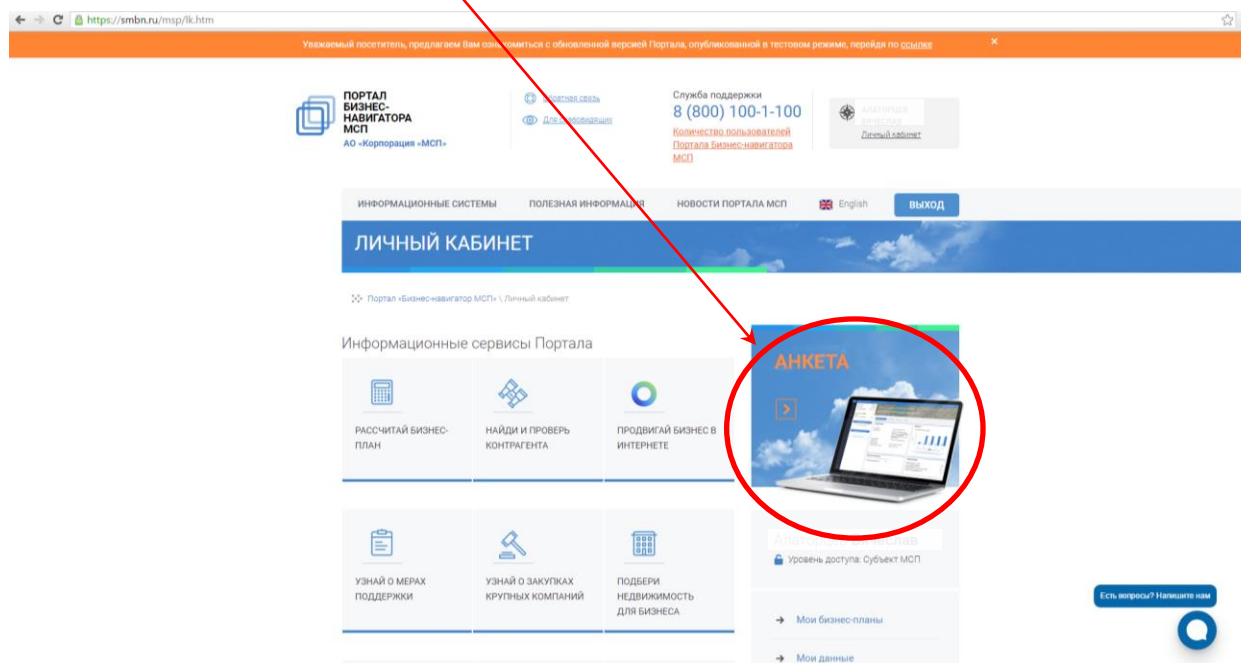 https://smbn.ru/msp/lk.htm
Уважаемый посетитель, предлагаем Вам ознакомиться с обновленной версией Портала, опубликованной в тестовом режиме, перейдя по ссылке
ПОРТАЛ
БИЗНЕС-
НАВИГАТОРА
МСП
АО «Корпорация «МСП»
Обратная связь
Для слабовидящих
Служба поддержки
8 (800) 100-1-100
Количество пользователей
Портала Бизнес-навигатора
МСП
Личный кабинет
ИНФОРМАЦИОННЫЕ СИСТЕМЫ
ПОЛЕЗНАЯ ИНФОРМАЦИЯ
НОВОСТИ ПОРТАЛА МСП
English
ВЫХОД
ЛИЧНЫЙ КАБИНЕТ
Портал «Бизнес-навигатор МСП» \ Личный кабинет
Информационные сервисы Портала
АНКЕТА
РАССЧИТАЙ БИЗНЕС-
ПЛАН
НАЙДИ И ПРОВЕРЬ
КОНТРАГЕНТА
ПРОДВИГАЙ БИЗНЕС В
ИНТЕРНЕТЕ
Уровень доступа: Субъект МСП
УЗНАЙ О МЕРАХ
ПОДДЕРЖКИ
УЗНАЙ О ЗАКУПКАХ
КРУПНЫХ КОМПАНИЙ
ПОДБЕРИ
НЕДВИЖИМОСТЬ
ДЛЯ БИЗНЕСА
Мои бизнес-планы
Мои данные
Есть вопросы? Напишите нам